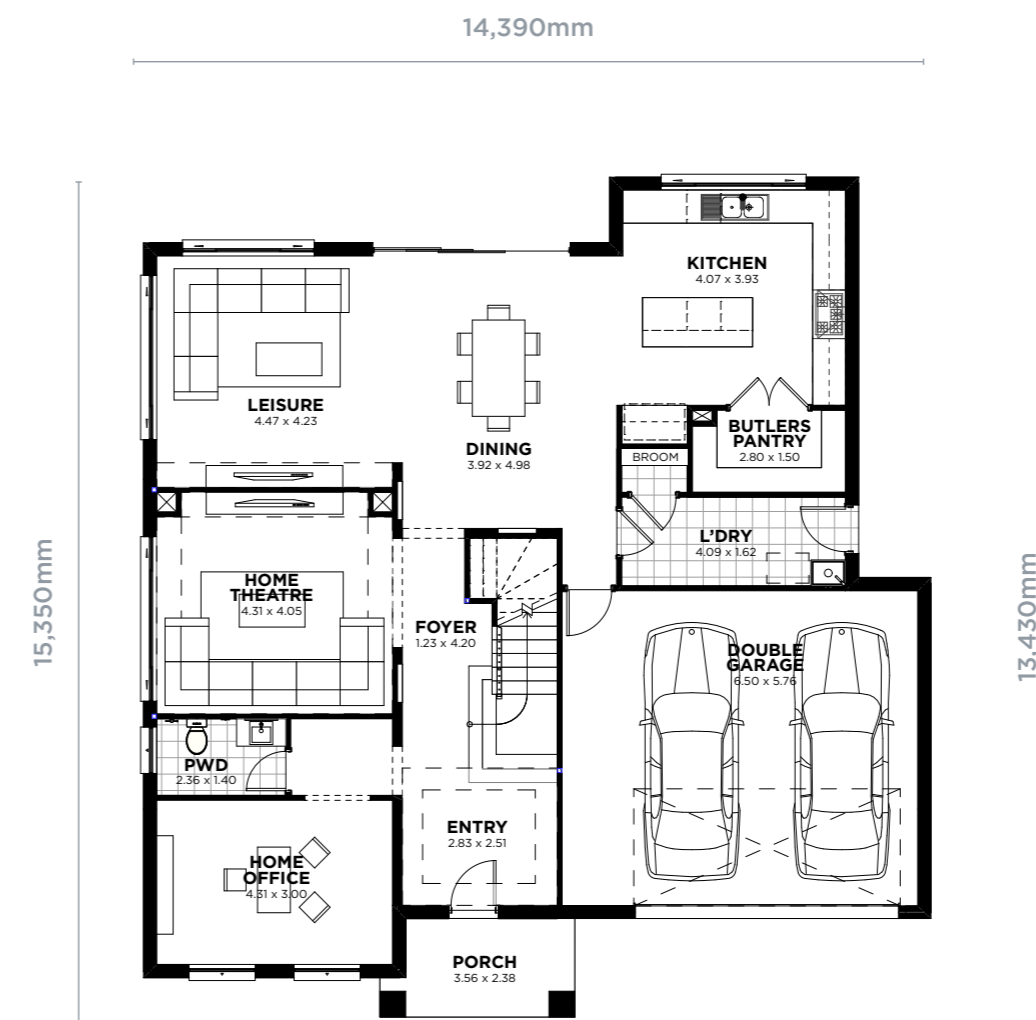 14,390mm
KITCHEN
4.07 x 3.93
LEISURE
4.47 x 4.23
DINING
3.92 x 4.98
BUTLERS
PANTRY
2.80 x 1.50
BROOM
L'DRY
4.09 x 1.62
15,350mm
13,430mm
HOME
THEATRE
4.31 x 4.05
FOYER
1.23 x 4.20
DOUBLE
GARAGE
6.50 x 5.76
PWD
2.36 x 1.40
ENTRY
2.83 x 2.51
HOME
OFFICE
4.31 x 3.00
PORCH
3.56 x 2.38